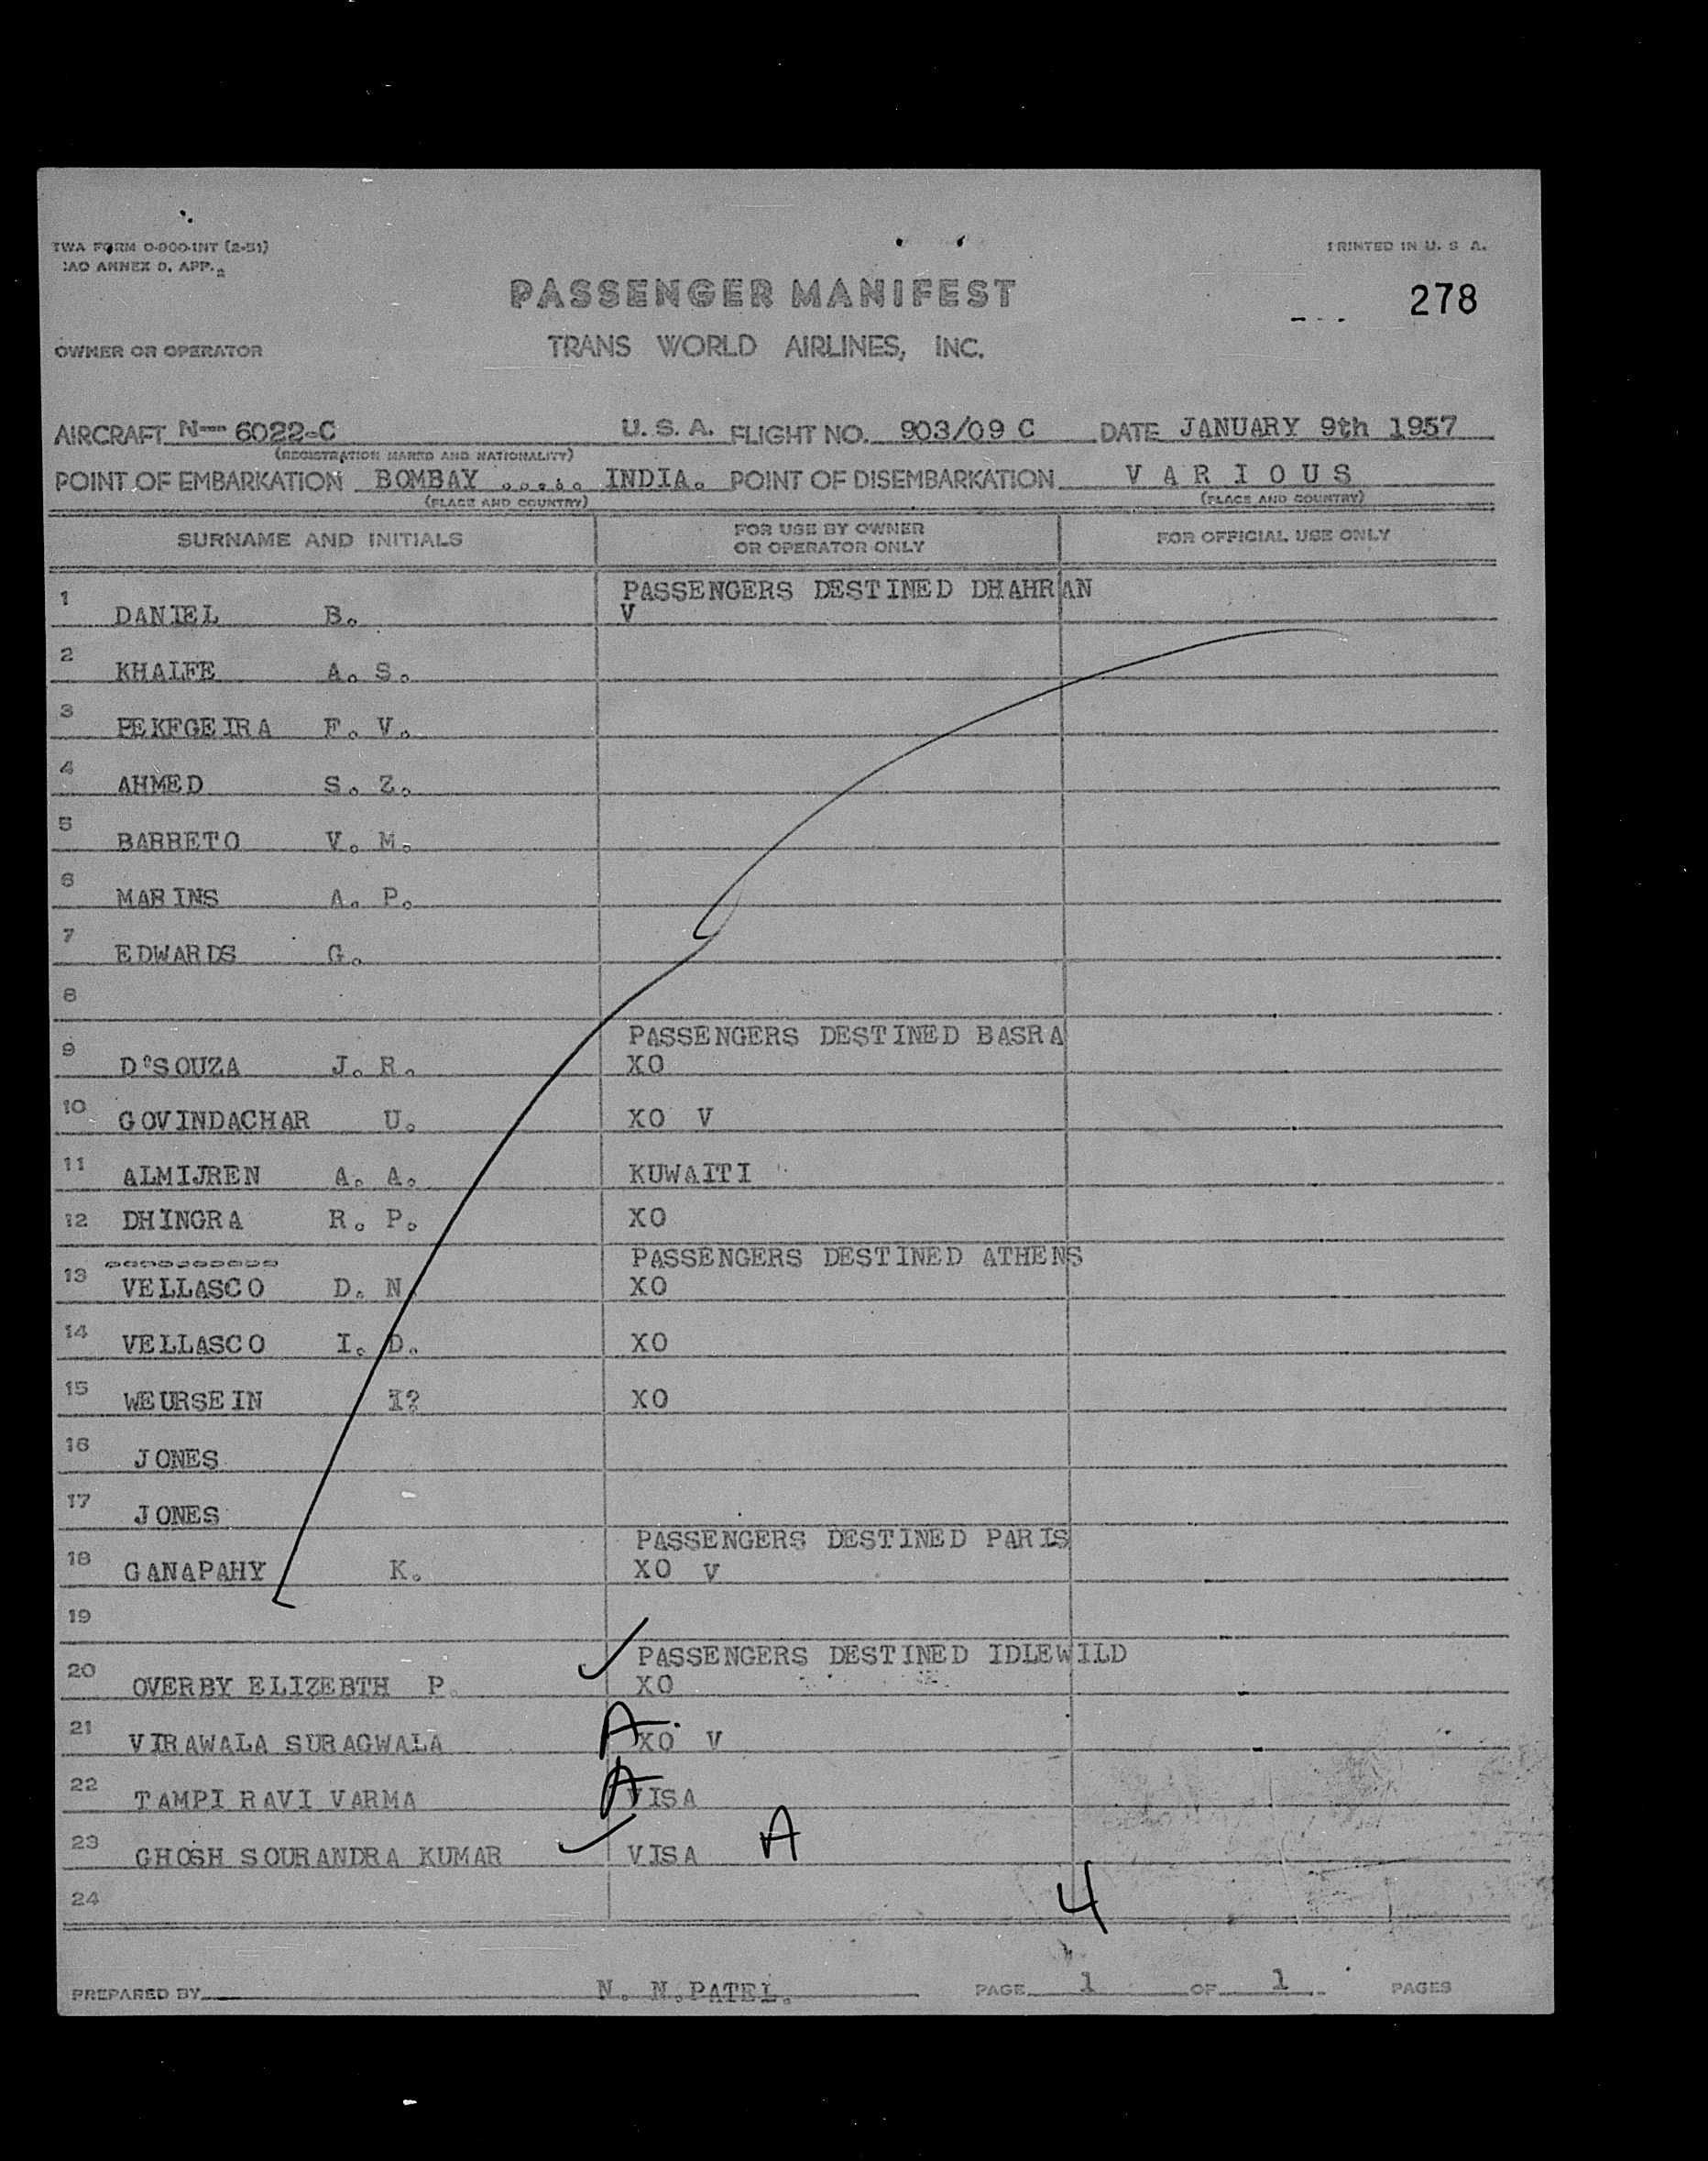 TWA FORM O-900-INT (2-51)
PRINTED IN U. S A.
ICAO ANNEX 9, APP. 2
PASSENGER MANIFEST
278
OWNER OR OPERATOR TRANS WORLD AIRLINES, INC.
AIRCRAFT N-- 6022-C U. S. A. FLIGHT NO. 903/09 C DATE JANUARY 9th 1957
(REGISTRATION MARKS AND NATIONALITY)
POINT OF EMBARKATION BOMBAY ..... INDIA. POINT OF DISEMBARKATION V A R I O U S
(PLACE AND COUNTRY) (PLACE AND COUNTRY)
SURNAME AND INITIALS FOR USE BY OWNER OR OPERATOR ONLY FOR OFFICIAL USE ONLY
PASSENGERS DESTINED DHAHRAN
1 DANIEL B. V
2 KHALFE A. S.
3 PEKFGEIRA F. V.
4 AHMED S. Z.
5 BARRETO V. M.
6 MARINS A. P.
7 EDWARDS G.
8
PASSENGERS DESTINED BASRA
9 D'SOUZA J. R. XO
10 GOVINDACHAR U. XO V
11 ALMIJREN A. A. KUWAITI
12 DHINGRA R. P. XO
PASSENGERS DESTINED ATHENS
13 VELLASCO D. N. XO
14 VELLASCO I. D. XO
15 WEURSEIN I? XO
16 JONES
17 JONES
PASSENGERS DESTINED PARIS
18 GANAPAHY K. XO V
19
PASSENGERS DESTINED IDLEWILD
20 OVERBY ELIZEBTH P. XO
21 VIRAWALA SURAGWALA A XO V
22 TAMPI RAVI VARMA A VISA
23 GHOSH SOURANDRA KUMAR VISA A
24 4
PREPARED BY N. N.PATEL. PAGE 1 OF 1 PAGES